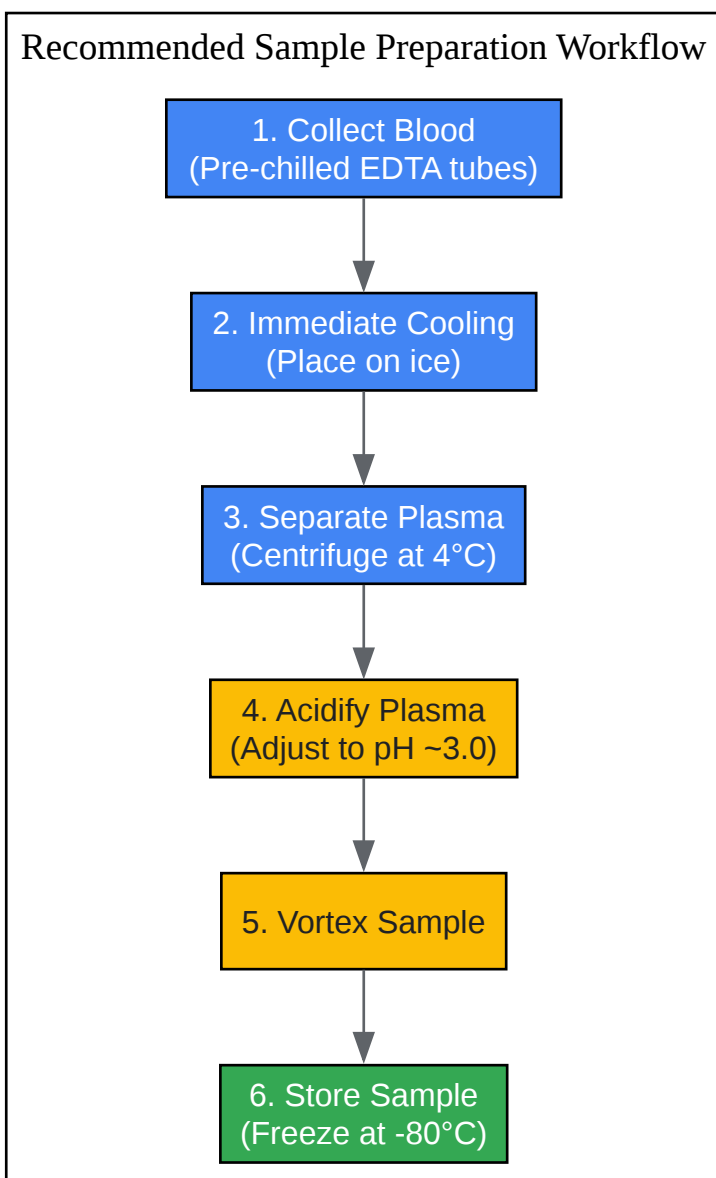 Recommended Sample Preparation Workflow
1. Collect Blood
(Pre-chilled EDTA tubes)
2. Immediate Cooling
(Place on ice)
3. Separate Plasma
(Centrifuge at 4°C)
4. Acidify Plasma
(Adjust to pH ~3.0)
5. Vortex Sample
6. Store Sample
(Freeze at -80°C)